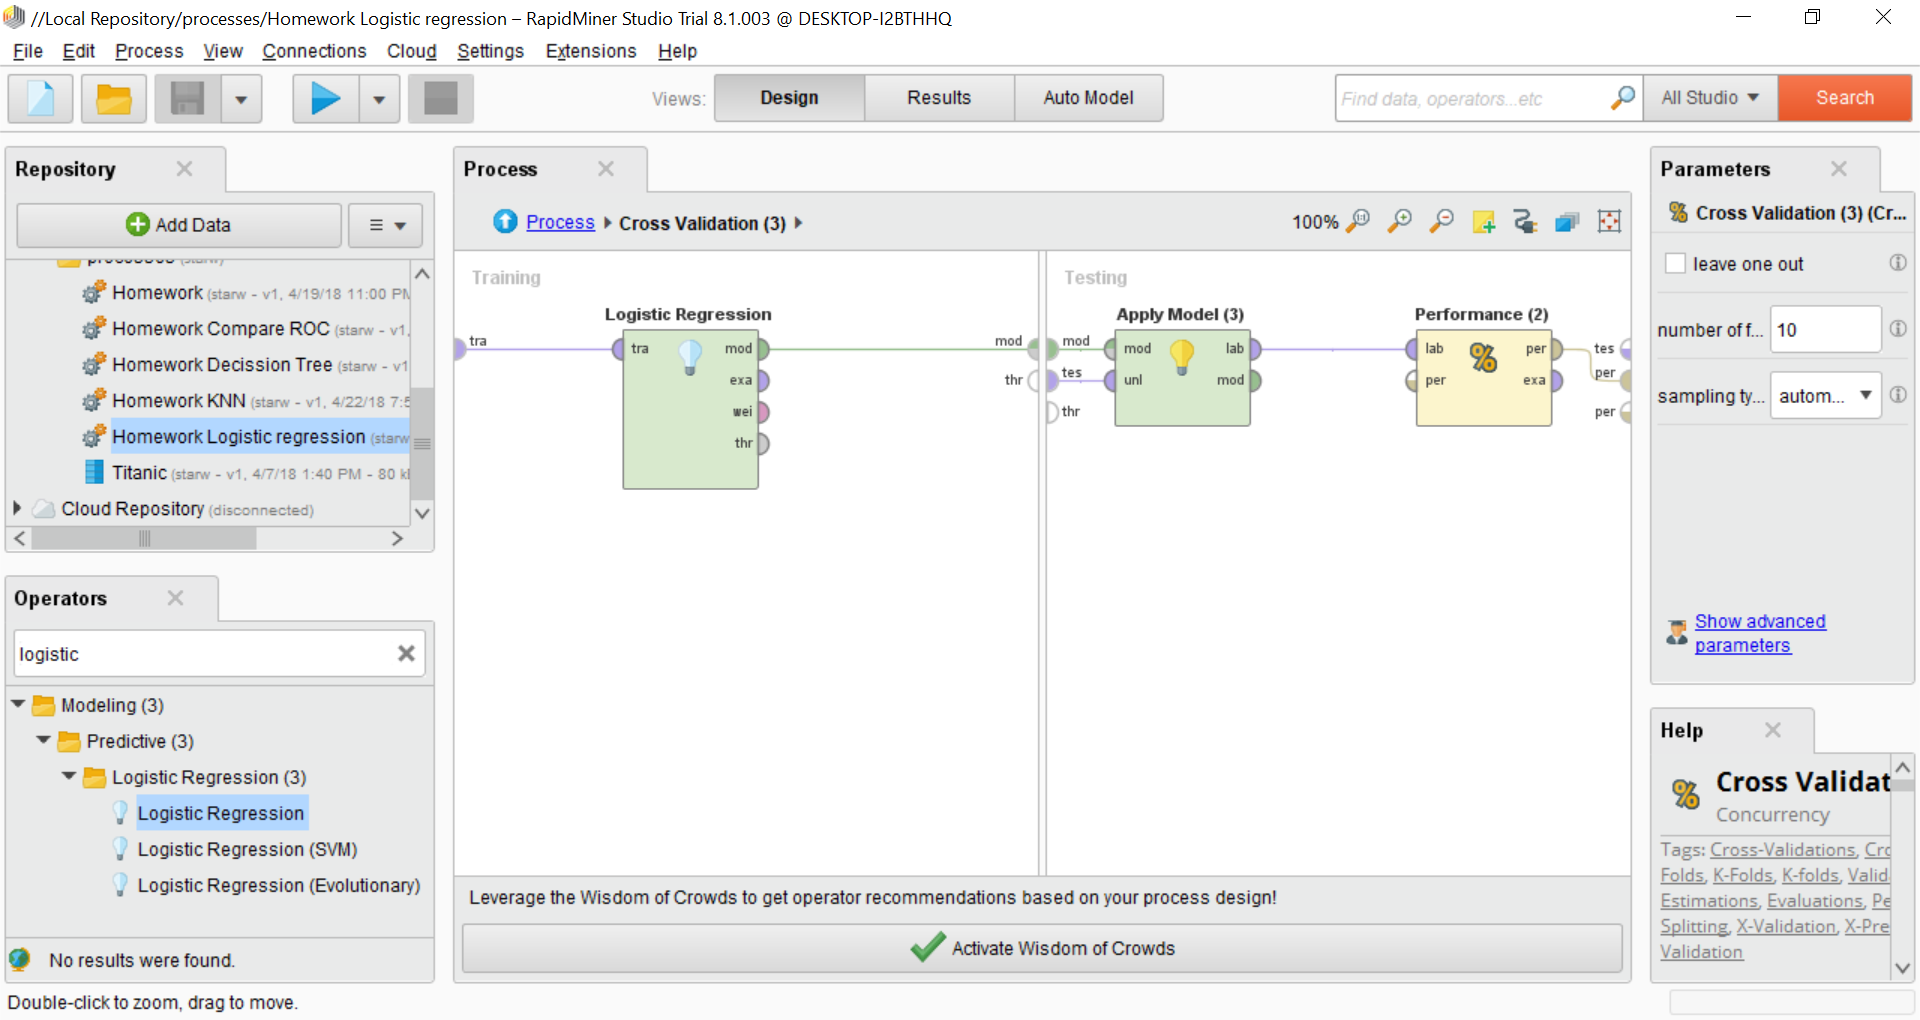 //Local Repository/processes/Homework Logistic regression – RapidMiner Studio Trial 8.1.003 @ DESKTOP-I2BTHHQ
File Edit Process View Connections Cloud Settings Extensions Help
Views: Design Results Auto Model Find data, operators...etc All Studio Search
Repository
Add Data
processes (starw)
Homework (starw - v1, 4/19/18 11:00 PM
Homework Compare ROC (starw - v1,
Homework Decission Tree (starw - v1
Homework KNN (starw - v1, 4/22/18 7:5
Homework Logistic regression (starw
Titanic (starw - v1, 4/7/18 1:40 PM - 80 k
Cloud Repository (disconnected)
Operators
logistic
Modeling (3)
Predictive (3)
Logistic Regression (3)
Logistic Regression
Logistic Regression (SVM)
Logistic Regression (Evolutionary)
No results were found.
Double-click to zoom, drag to move.
Process
Process Cross Validation (3) 100%
Training
Logistic Regression
tra tra mod mod
exa thr
wei
thr
Testing
Apply Model (3) Performance (2)
mod mod lab lab per tes
tes unl mod per exa per
thr per
Leverage the Wisdom of Crowds to get operator recommendations based on your process design!
Activate Wisdom of Crowds
Parameters
Cross Validation (3) (Cr...
leave one out
number of f... 10
sampling ty... autom...
Show advanced
parameters
Help
Cross Validat
Concurrency
Tags: Cross-Validations, Cro
Folds, K-Folds, K-folds, Valid
Estimations, Evaluations, Pe
Splitting, X-Validation, X-Pre
Validation